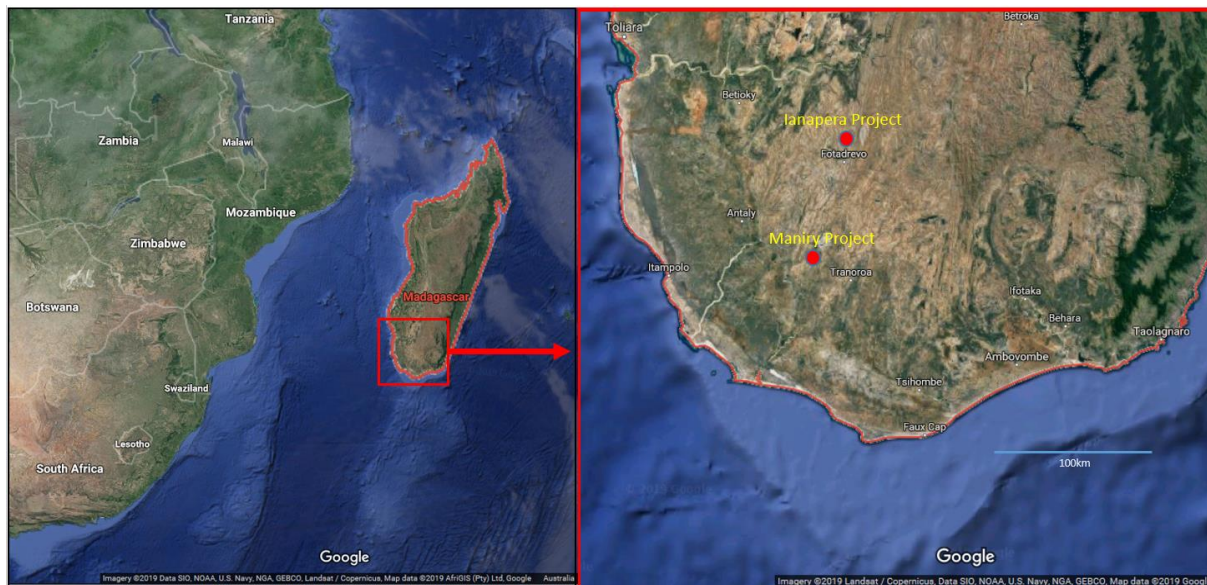 Tanzania
Zambia
Malawi
Mozambique
Zimbabwe
Botswana
Madagascar
Swaziland
Lesotho
South Africa
Google
Imagery ©2019 Data SIO, NOAA, U.S. Navy, NGA, GEBCO, Landsat / Copernicus, Map data ©2019 AfriGIS (Pty) Ltd, Google Australia
Betroka
Toliara
Betioky
Ianapera Project
Fotadrevo
Antaly
Maniry Project
Itampolo
Tranoroa
Ifotaka
Behara
Taolagnaro
Ambovombe
Tsihombe
Faux Cap
100km
Google
Imagery ©2019 Landsat / Copernicus, Data SIO, NOAA, U.S. Navy, NGA, GEBCO, Map data ©2019 Google